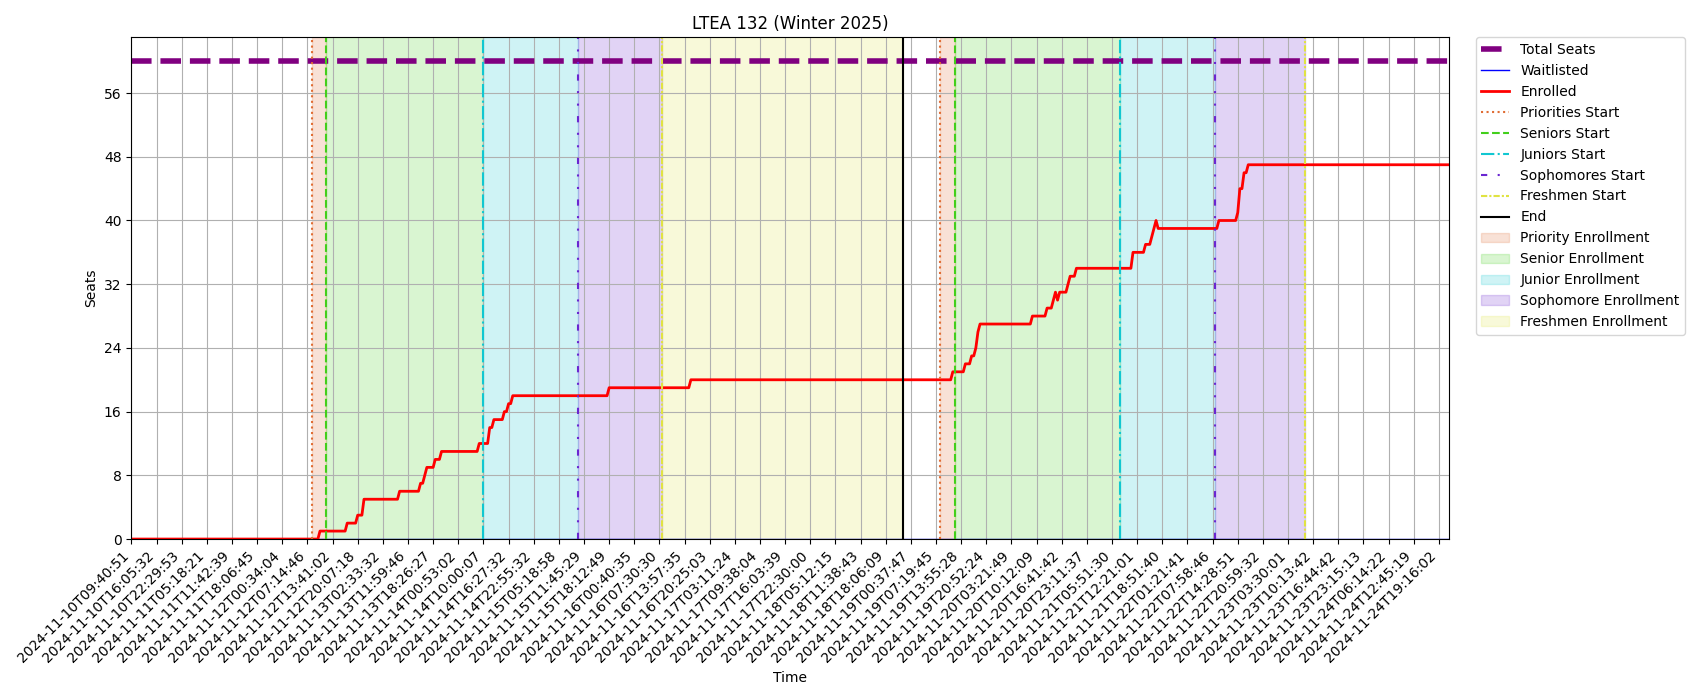 LTEA 132 (Winter 2025)
Seats
56
48
40
32
24
16
8
0
2024-11-10T09:40:51
2024-11-10T16:05:32
2024-11-10T22:29:53
2024-11-11T05:18:21
2024-11-11T11:42:39
2024-11-11T18:06:45
2024-11-12T00:34:04
2024-11-12T07:14:46
2024-11-12T13:41:02
2024-11-12T20:07:18
2024-11-13T02:33:32
2024-11-13T11:59:46
2024-11-13T18:26:27
2024-11-14T00:53:02
2024-11-14T10:00:07
2024-11-14T16:27:32
2024-11-14T22:55:32
2024-11-15T05:18:58
2024-11-15T11:45:29
2024-11-15T18:12:49
2024-11-16T00:40:35
2024-11-16T07:30:30
2024-11-16T13:57:35
2024-11-16T20:25:03
2024-11-17T03:11:24
2024-11-17T09:38:04
2024-11-17T16:03:39
2024-11-17T22:30:00
2024-11-18T05:12:15
2024-11-18T11:38:43
2024-11-18T18:06:09
2024-11-19T00:37:47
2024-11-19T07:19:45
2024-11-19T13:55:28
2024-11-19T20:52:24
2024-11-20T03:21:49
2024-11-20T10:12:09
2024-11-20T16:41:42
2024-11-20T23:11:37
2024-11-21T05:51:30
2024-11-21T12:21:01
2024-11-21T18:51:40
2024-11-22T01:21:41
2024-11-22T07:58:46
2024-11-22T14:28:51
2024-11-22T20:59:32
2024-11-23T03:30:01
2024-11-23T10:13:42
2024-11-23T16:44:42
2024-11-23T23:15:13
2024-11-24T06:14:22
2024-11-24T12:45:19
2024-11-24T19:16:02
Time
Total Seats
Waitlisted
Enrolled
Priorities Start
Seniors Start
Juniors Start
Sophomores Start
Freshmen Start
End
Priority Enrollment
Senior Enrollment
Junior Enrollment
Sophomore Enrollment
Freshmen Enrollment